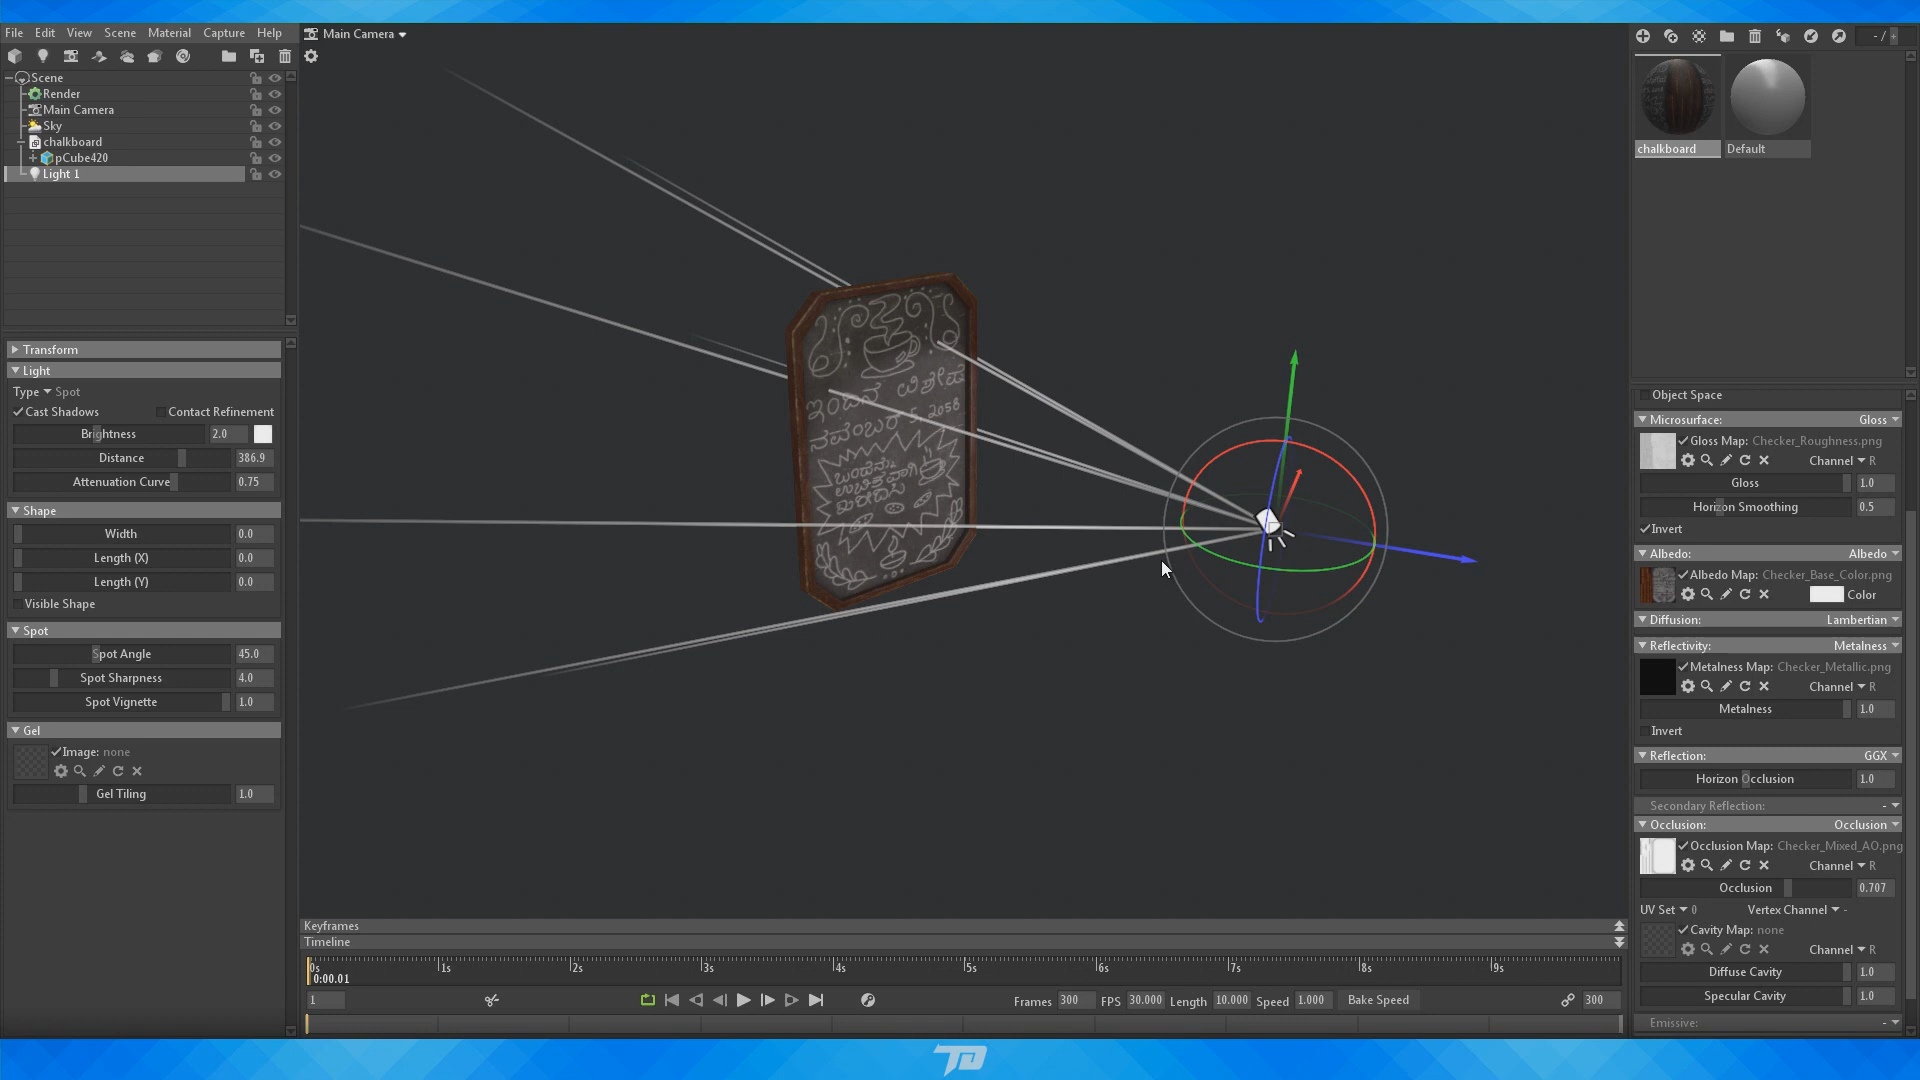 File Edit View Scene Material Capture Help
Main Camera
- / +
Scene
Render
Main Camera
Sky
chalkboard
pCube420
Light 1
chalkboard
Default
Transform
Light
Type Spot
Cast Shadows Contact Refinement
Brightness 2.0
Distance 386.9
Attenuation Curve 0.75
Shape
Width 0.0
Length (X) 0.0
Length (Y) 0.0
Visible Shape
Spot
Spot Angle 45.0
Spot Sharpness 4.0
Spot Vignette 1.0
Gel
Image: none
Gel Tiling 1.0
2058
Object Space
Microsurface: Gloss
Gloss Map: Checker_Roughness.png
Channel R
Gloss 1.0
Horizon Smoothing 0.5
Invert
Albedo: Albedo
Albedo Map: Checker_Base_Color.png
Color
Diffusion: Lambertian
Reflectivity: Metalness
Metalness Map: Checker_Metallic.png
Channel R
Metalness 1.0
Invert
Reflection: GGX
Horizon Occlusion 1.0
Secondary Reflection: -
Occlusion: Occlusion
Occlusion Map: Checker_Mixed_AO.png
Channel R
Occlusion 0.707
UV Set 0 Vertex Channel -
Cavity Map: none
Channel R
Diffuse Cavity 1.0
Specular Cavity 1.0
Emissive: -
Keyframes
Timeline
0s 1s 2s 3s 4s 5s 6s 7s 8s 9s
0:00.01
1 Frames 300 FPS 30.000 Length 10.000 Speed 1.000 Bake Speed 300